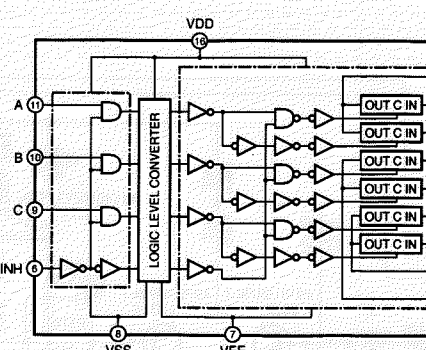 VDD
16
A 11
B 10
C 9
INH 6
LOGIC LEVEL CONVERTER
OUT C IN
OUT C IN
OUT C IN
OUT C IN
OUT C IN
OUT C IN
8
7
VSS
VEE